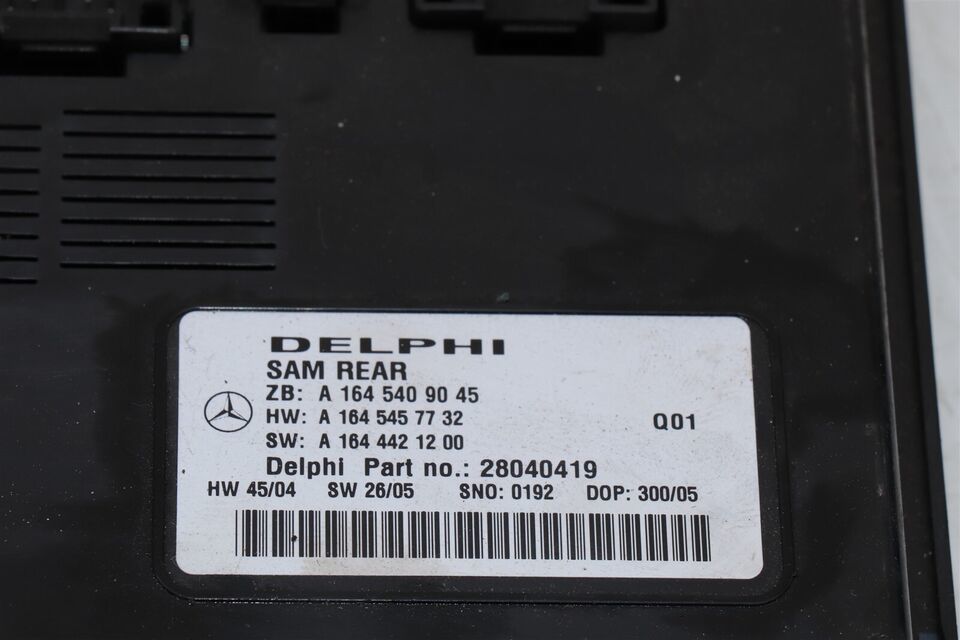 DELPHI
SAM REAR
ZB: A 164 540 90 45
HW: A 164 545 77 32 Q01
SW: A 164 442 12 00
Delphi Part no.: 28040419
HW 45/04 SW 26/05 SNO: 0192 DOP: 300/05